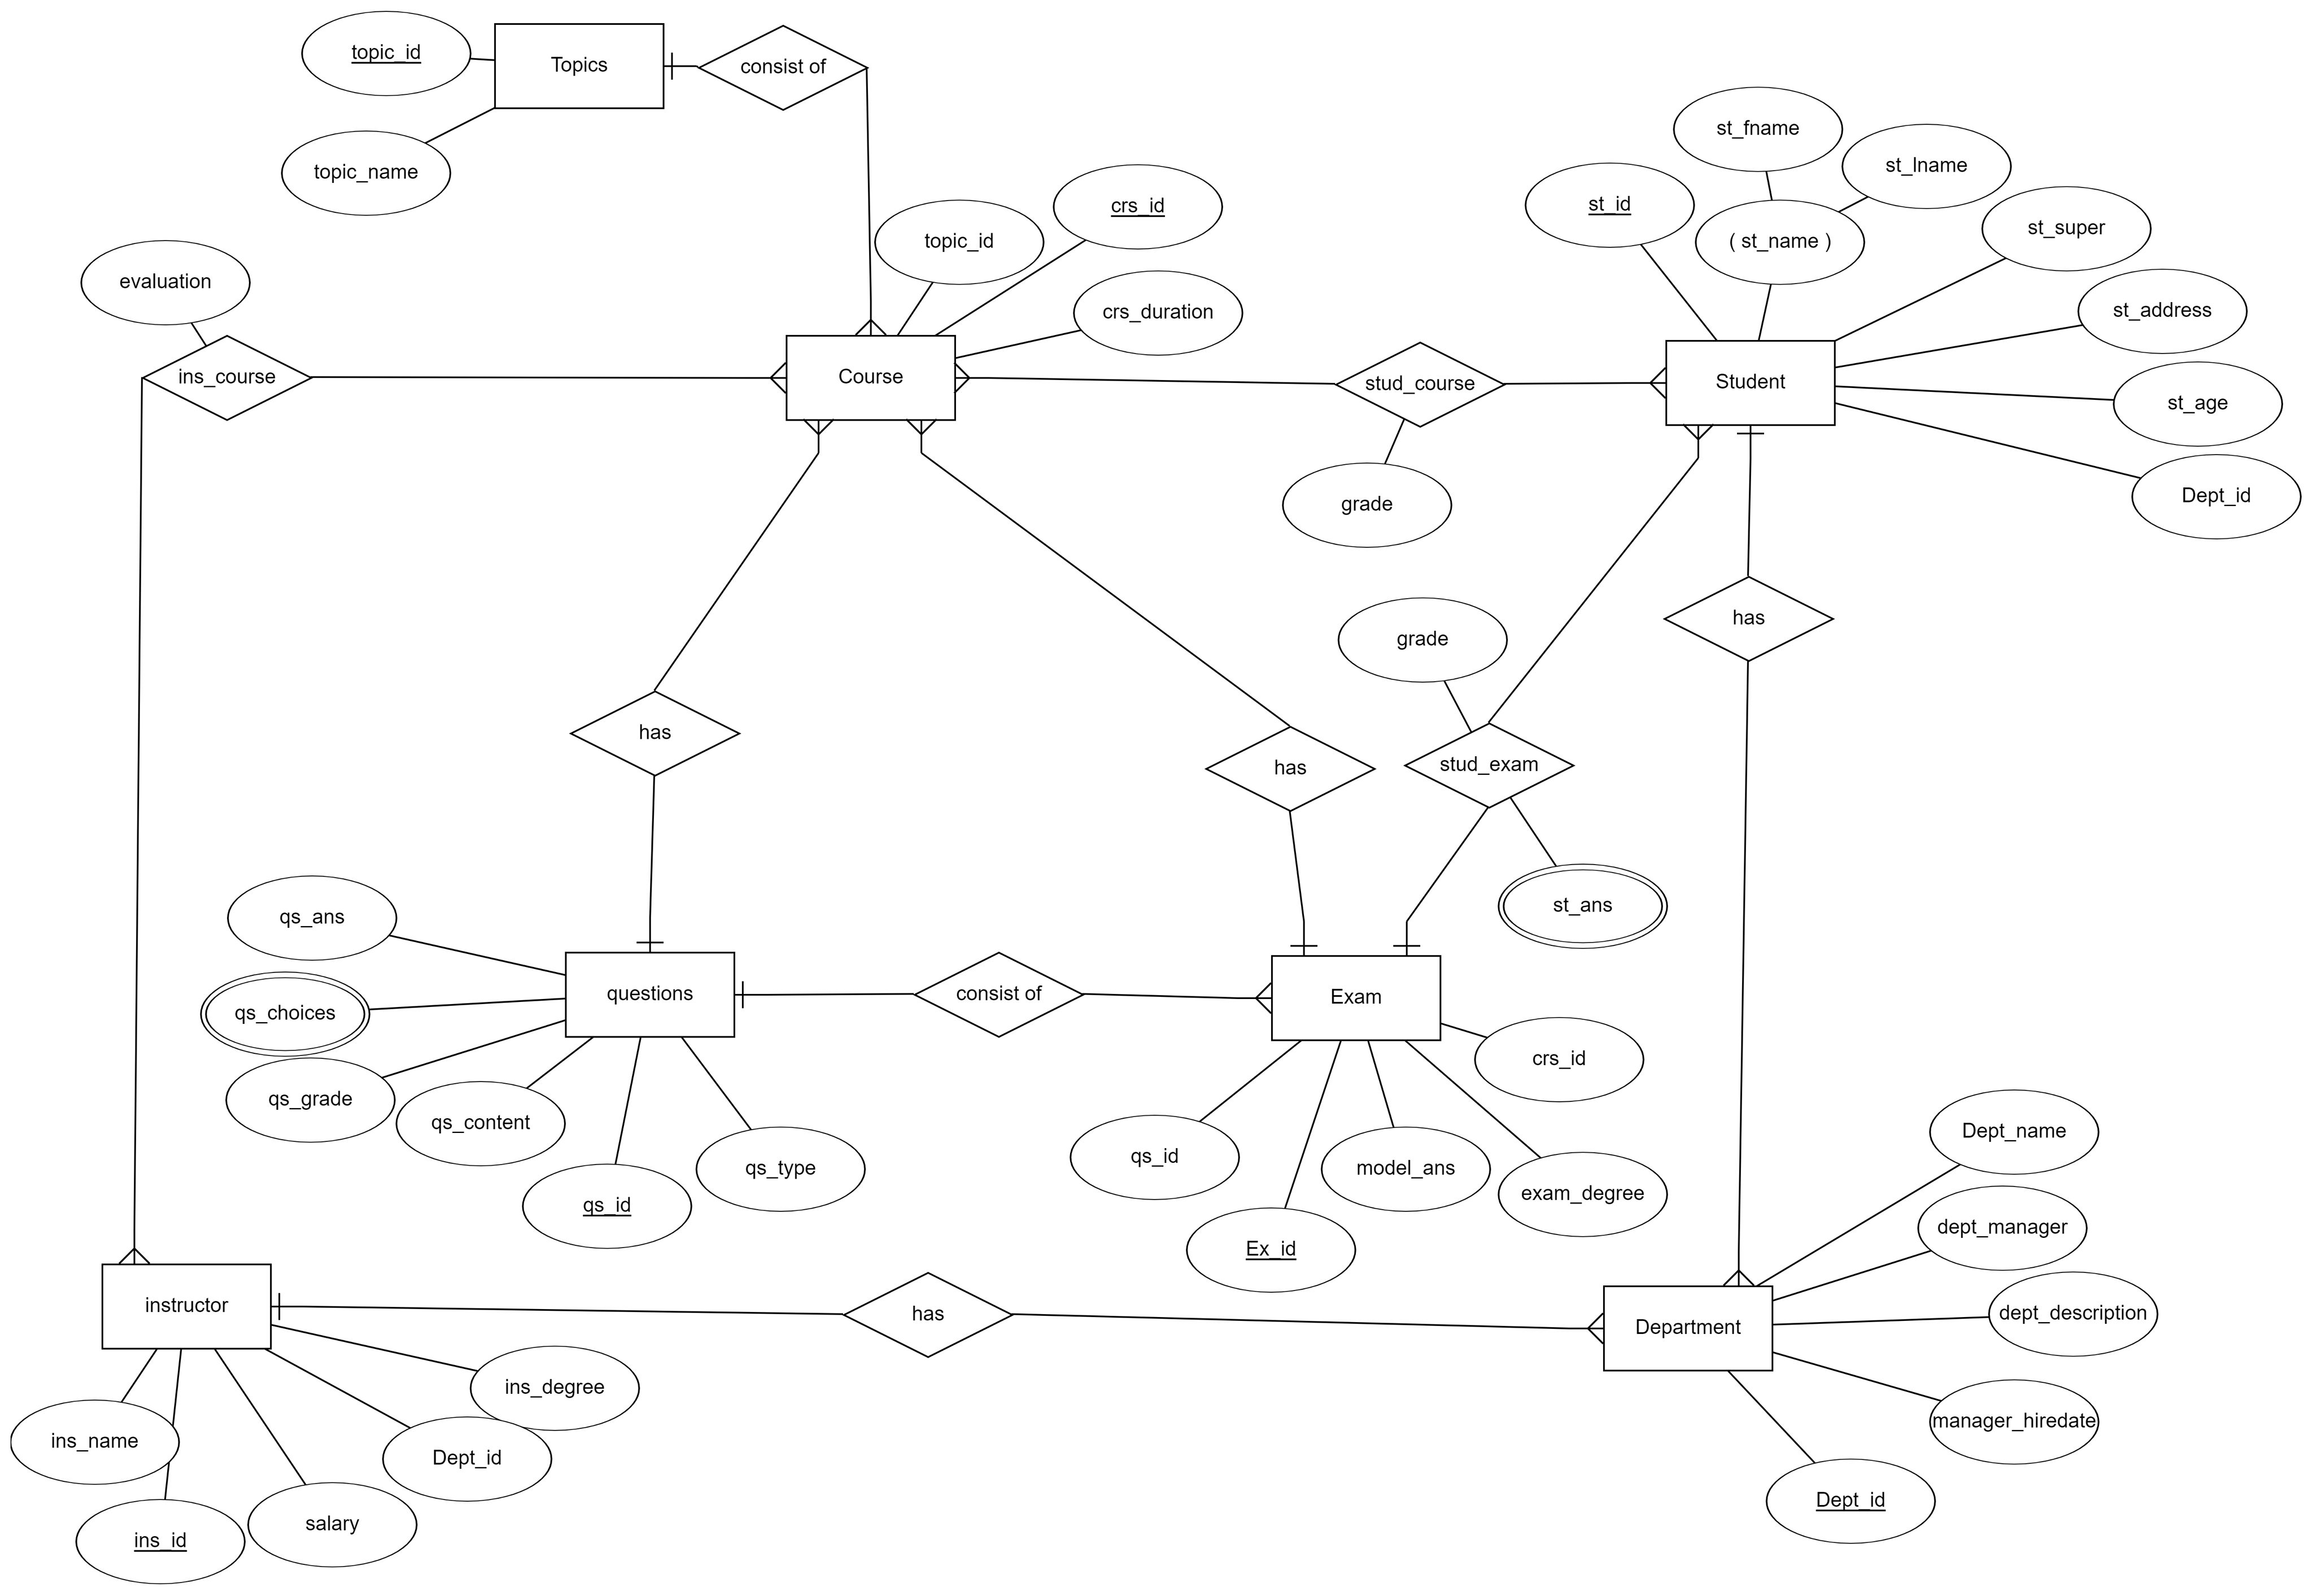 topic_id
Topics
consist of
topic_name
st_fname
st_lname
crs_id
st_id
topic_id
( st_name )
st_super
evaluation
crs_duration
st_address
ins_course
Course
stud_course
Student
st_age
grade
Dept_id
has
grade
has
has
stud_exam
qs_ans
st_ans
questions
consist of
Exam
qs_choices
crs_id
qs_grade
qs_content
qs_id
model_ans
Dept_name
qs_type
exam_degree
qs_id
dept_manager
Ex_id
instructor
has
Department
dept_description
ins_degree
manager_hiredate
ins_name
Dept_id
Dept_id
salary
ins_id